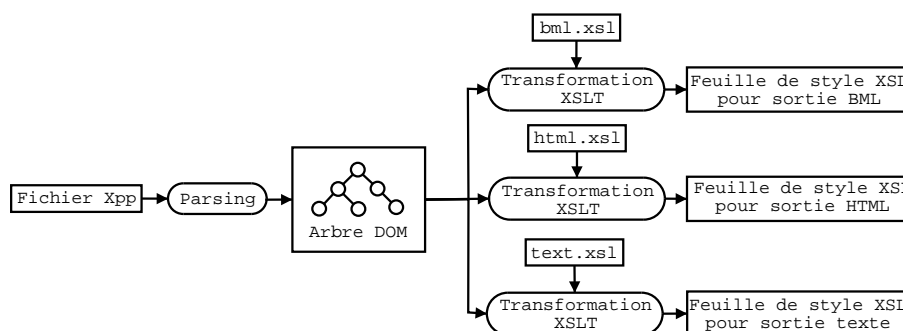 bml.xsl
Transformation
XSLT
Feuille de style XSL
pour sortie BML
html.xsl
Fichier Xpp
Parsing
Arbre DOM
Transformation
XSLT
Feuille de style XSL
pour sortie HTML
text.xsl
Transformation
XSLT
Feuille de style XSL
pour sortie texte